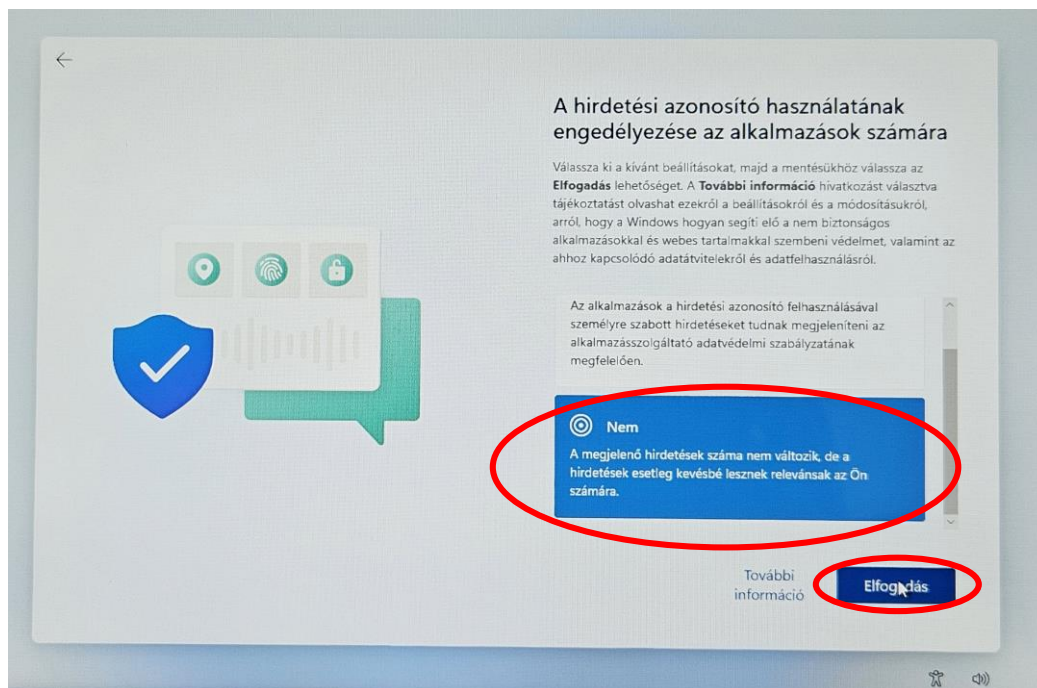 A hirdetési azonosító használatának
engedélyezése az alkalmazások számára
Válassza ki a kívánt beállításokat, majd a mentésükhöz válassza az
Elfogadás lehetőséget. A További információ hivatkozást választva
tájékoztatást olvashat ezekről a beállításokról és a módosításukról,
arról, hogy a Windows hogyan segíti elő a nem biztonságos
alkalmazásokkal és webes tartalmakkal szembeni védelmet, valamint az
ahhoz kapcsolódó adatátvitelekről és adatfelhasználásról.
Az alkalmazások a hirdetési azonosító felhasználásával
személyre szabott hirdetéseket tudnak megjeleníteni az
alkalmazásszolgáltató adatvédelmi szabályzatának
megfelelően.
Nem
A megjelenő hirdetések száma nem változik, de a
hirdetések esetleg kevésbé lesznek relevánsak az Ön
számára.
További
információ
Elfogadás